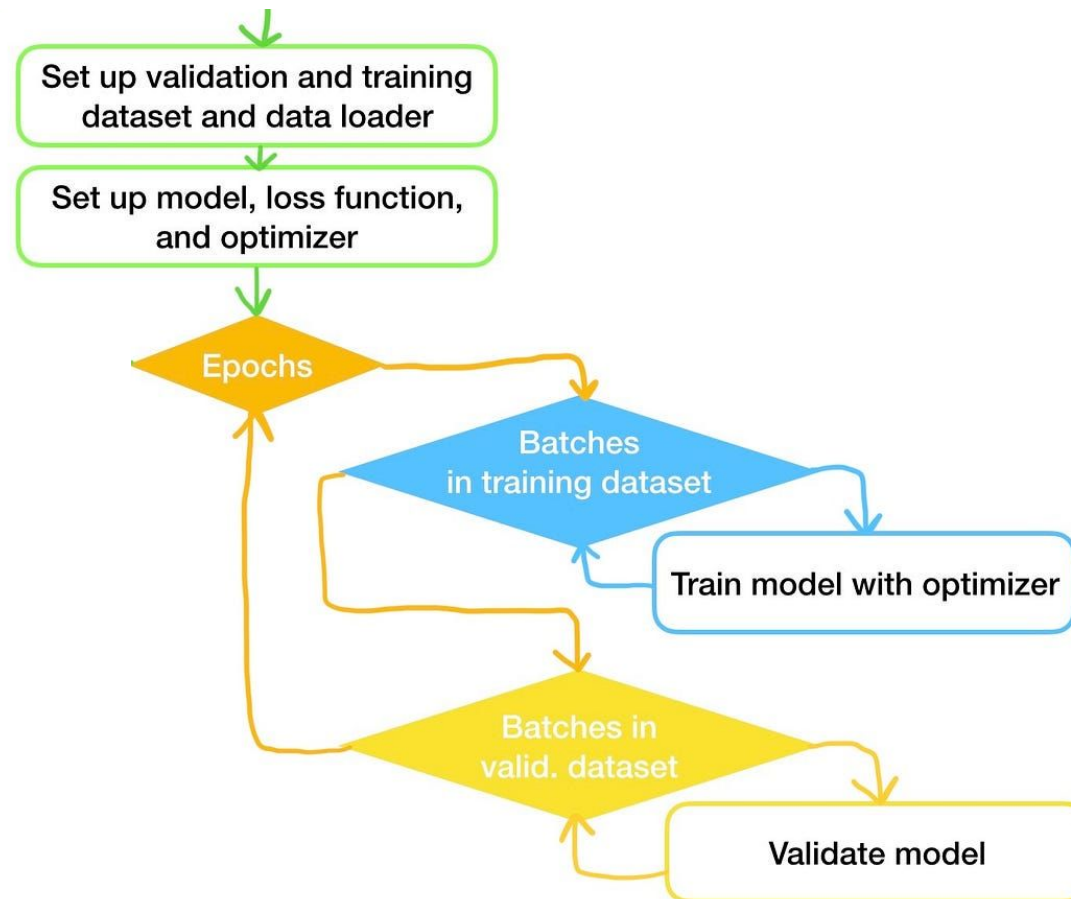 Set up validation and training
dataset and data loader
Set up model, loss function,
and optimizer
Epochs
Batches
in training dataset
Train model with optimizer
Batches in
valid. dataset
Validate model